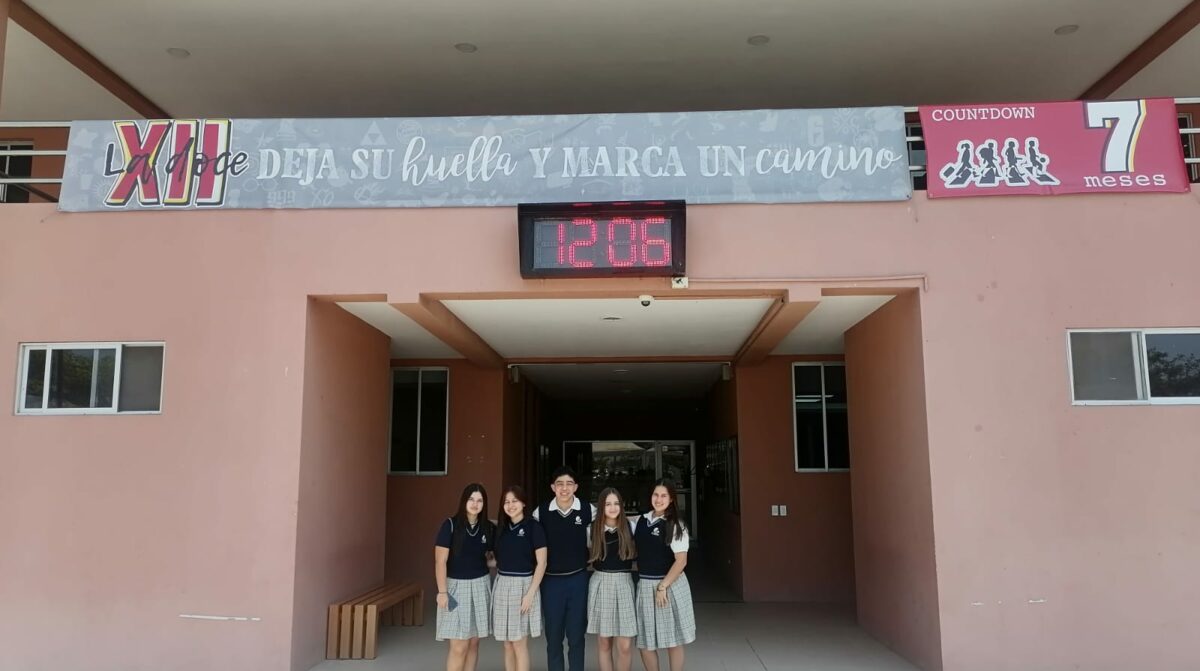 XII
La doce
DEJA SU huella Y MARCA UN camino
COUNTDOWN
7
meses
12:06